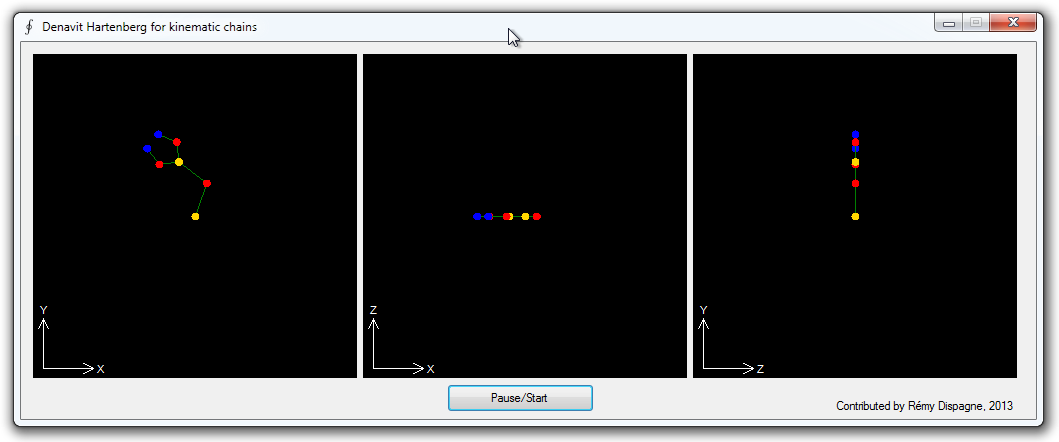 Denavit Hartenberg for kinematic chains
Y
X
Z
X
Y
Z
Pause/Start
Contributed by Rémy Dispagne, 2013